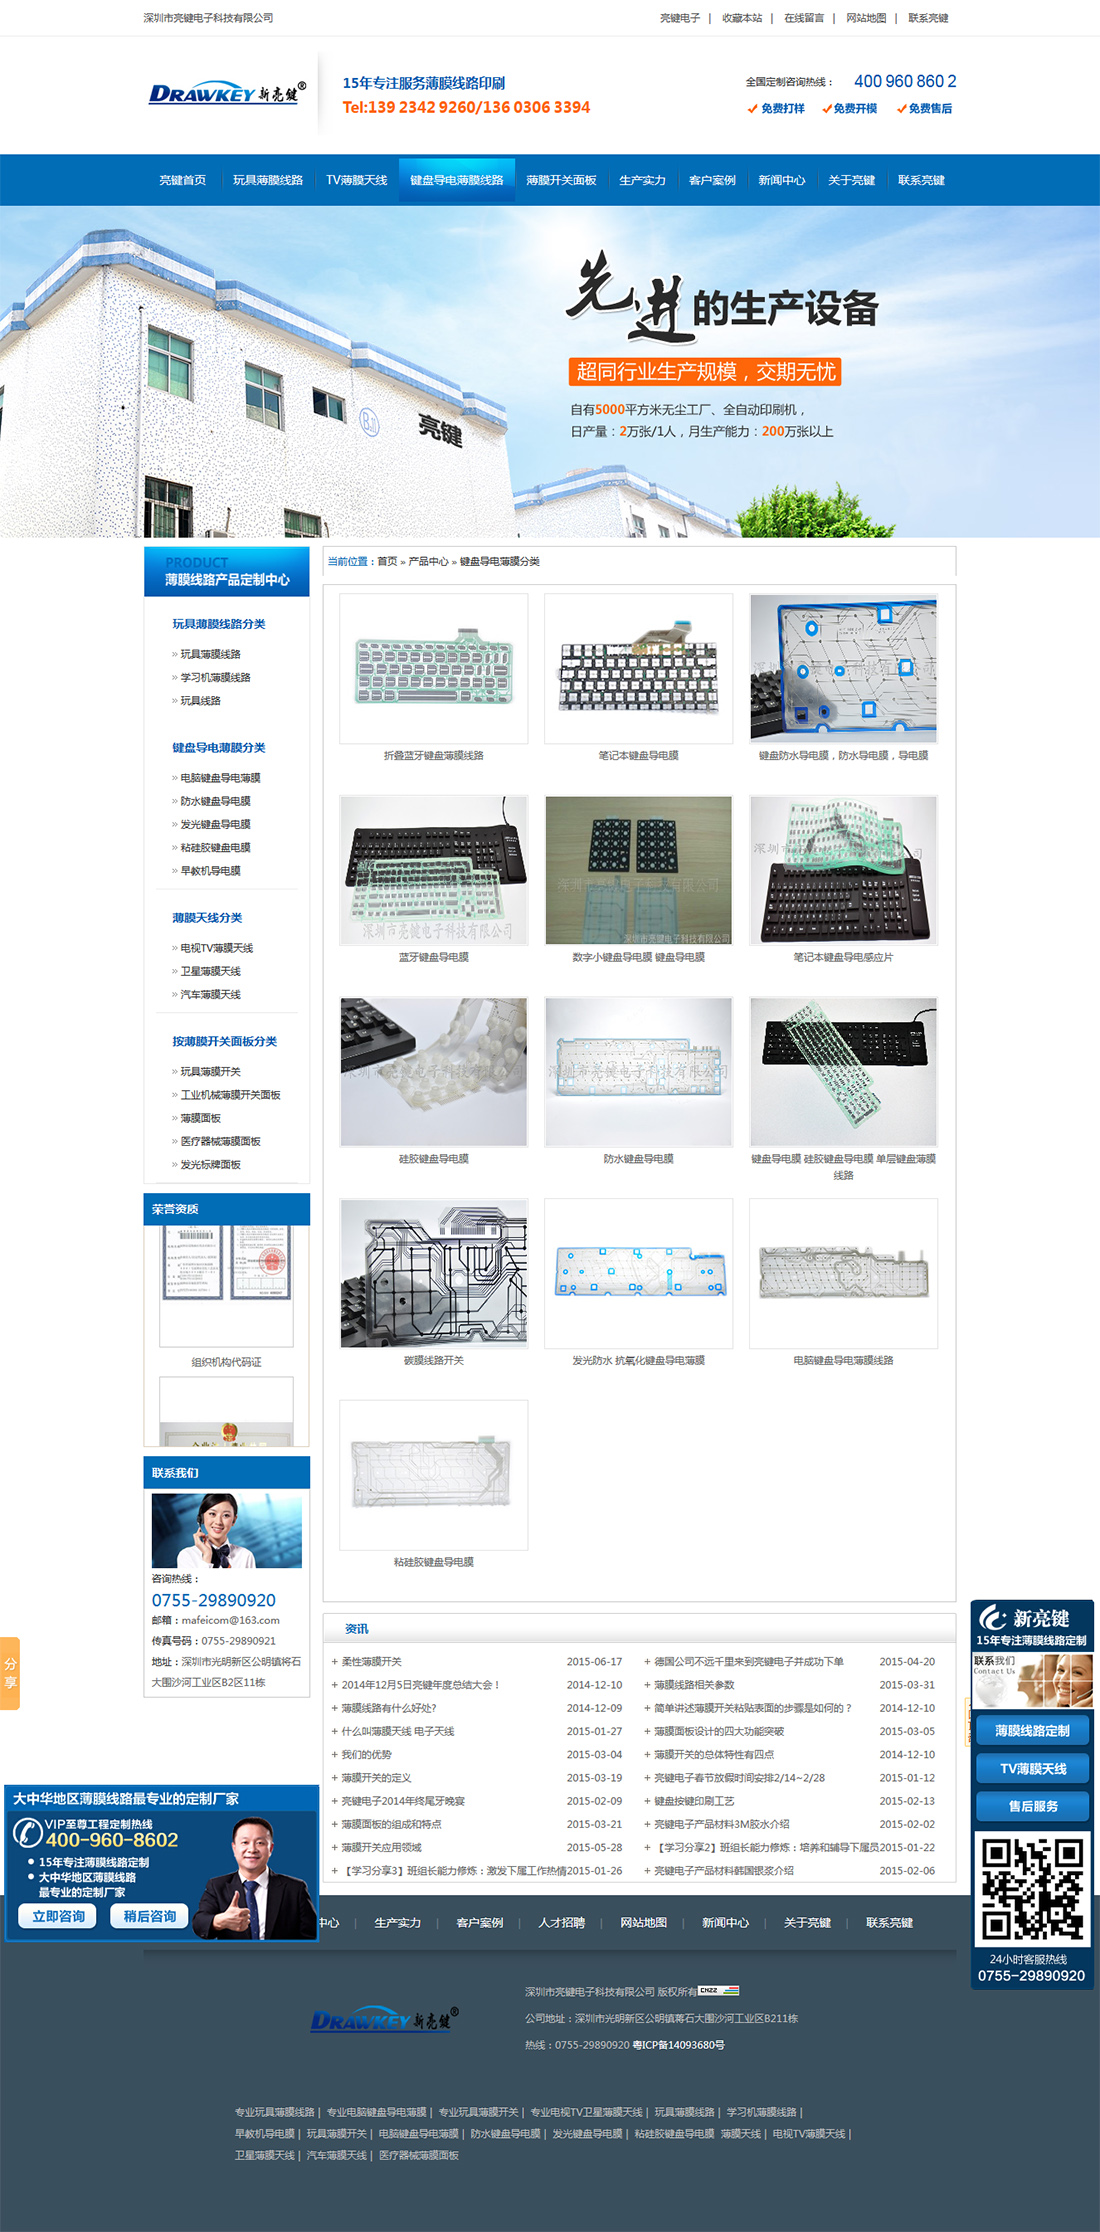 深圳市亮键电子科技有限公司
亮键电子 | 收藏本站 | 在线留言 | 网站地图 | 联系亮键
DRAWKEY 新亮键®
15年专注服务薄膜线路印刷
Tel:139 2342 9260/136 0306 3394
全国定制咨询热线： 400 960 860 2
免费打样 免费开模 免费售后
亮键首页 玩具薄膜线路 TV薄膜天线 键盘导电薄膜线路 薄膜开关面板 生产实力 客户案例 新闻中心 关于亮键 联系亮键
先进的生产设备
超同行业生产规模，交期无忧
自有5000平方米无尘工厂、全自动印刷机，
日产量：2万张/1人，月生产能力：200万张以上
亮键
PRODUCT
薄膜线路产品定制中心
玩具薄膜线路分类
» 玩具薄膜线路
» 学习机薄膜线路
» 玩具线路
键盘导电薄膜分类
» 电脑键盘导电薄膜
» 防水键盘导电膜
» 发光键盘导电膜
» 粘硅胶键盘电膜
» 早教机导电膜
薄膜天线分类
» 电视TV薄膜天线
» 卫星薄膜天线
» 汽车薄膜天线
按薄膜开关面板分类
» 玩具薄膜开关
» 工业机械薄膜开关面板
» 薄膜面板
» 医疗器械薄膜面板
» 发光标牌面板
荣誉资质
组织机构代码证
联系我们
咨询热线：
0755-29890920
邮箱：mafeicom@163.com
传真号码：0755-29890921
地址：深圳市光明新区公明镇将石
大围沙河工业区B2区11栋
当前位置：首页 » 产品中心 » 键盘导电薄膜分类
折叠蓝牙键盘薄膜线路
笔记本键盘导电膜
键盘防水导电膜，防水导电膜，导电膜
深圳市亮健电子科技有限公司
蓝牙键盘导电膜
深圳市亮健电子科技有限公司
深圳市亮健电子科技有限公司
数字小键盘导电膜 键盘导电膜
笔记本键盘导电感应片
硅胶键盘导电膜
深圳市亮健电子科技有限公司
防水键盘导电膜
键盘导电膜 硅胶键盘导电膜 单层键盘薄膜
线路
碳膜线路开关
发光防水 抗氧化键盘导电薄膜
电脑键盘导电薄膜线路
粘硅胶键盘导电膜
资讯
+ 柔性薄膜开关 2015-06-17
+ 德国公司不远千里来到亮键电子并成功下单 2015-04-20
+ 2014年12月5日亮键年度总结大会！ 2014-12-10
+ 薄膜线路相关参数 2015-03-31
+ 薄膜线路有什么好处? 2014-12-09
+ 简单讲述薄膜开关粘贴表面的步骤是如何的？ 2014-12-10
+ 什么叫薄膜天线 电子天线 2015-01-27
+ 薄膜面板设计的四大功能突破 2015-03-05
+ 我们的优势 2015-03-04
+ 薄膜开关的总体特性有四点 2014-12-10
+ 薄膜开关的定义 2015-03-19
+ 亮键电子春节放假时间安排2/14~2/28 2015-01-12
+ 亮键电子2014年终尾牙晚宴 2015-02-09
+ 键盘按键印刷工艺 2015-02-13
+ 薄膜面板的组成和特点 2015-03-21
+ 亮键电子产品材料3M胶水介绍 2015-02-02
+ 薄膜开关应用领域 2015-05-28
+ 【学习分享2】班组长能力修炼：培养和辅导下属员 2015-01-22
+ 【学习分享3】班组长能力修炼：激发下属工作热情 2015-01-26
+ 亮键电子产品材料韩国银浆介绍 2015-02-06
分享
大中华地区薄膜线路最专业的定制厂家
VIP至尊工程定制热线
400-960-8602
● 15年专注薄膜线路定制
● 大中华地区薄膜线路
最专业的定制厂家
立即咨询 稍后咨询
新亮键
15年专注薄膜线路定制
联系我们
Contact Us
薄膜线路定制
TV薄膜天线
售后服务
24小时客服热线
0755-29890920
中心 | 生产实力 | 客户案例 | 人才招聘 | 网站地图 | 新闻中心 | 关于亮键 | 联系亮键
DRAWKEY 新亮键®
深圳市亮键电子科技有限公司 版权所有 CNZZ
公司地址：深圳市光明新区公明镇蒋石大围沙河工业区B211栋
热线：0755-29890920 粤ICP备14093680号
专业玩具薄膜线路 | 专业电脑键盘导电薄膜 | 专业玩具薄膜开关 | 专业电视TV卫星薄膜天线 | 玩具薄膜线路 | 学习机薄膜线路 |
早教机导电膜 | 玩具薄膜开关 | 电脑键盘导电薄膜 | 防水键盘导电膜 | 发光键盘导电膜 | 粘硅胶键盘导电膜 薄膜天线 | 电视TV薄膜天线 |
卫星薄膜天线 | 汽车薄膜天线 | 医疗器械薄膜面板